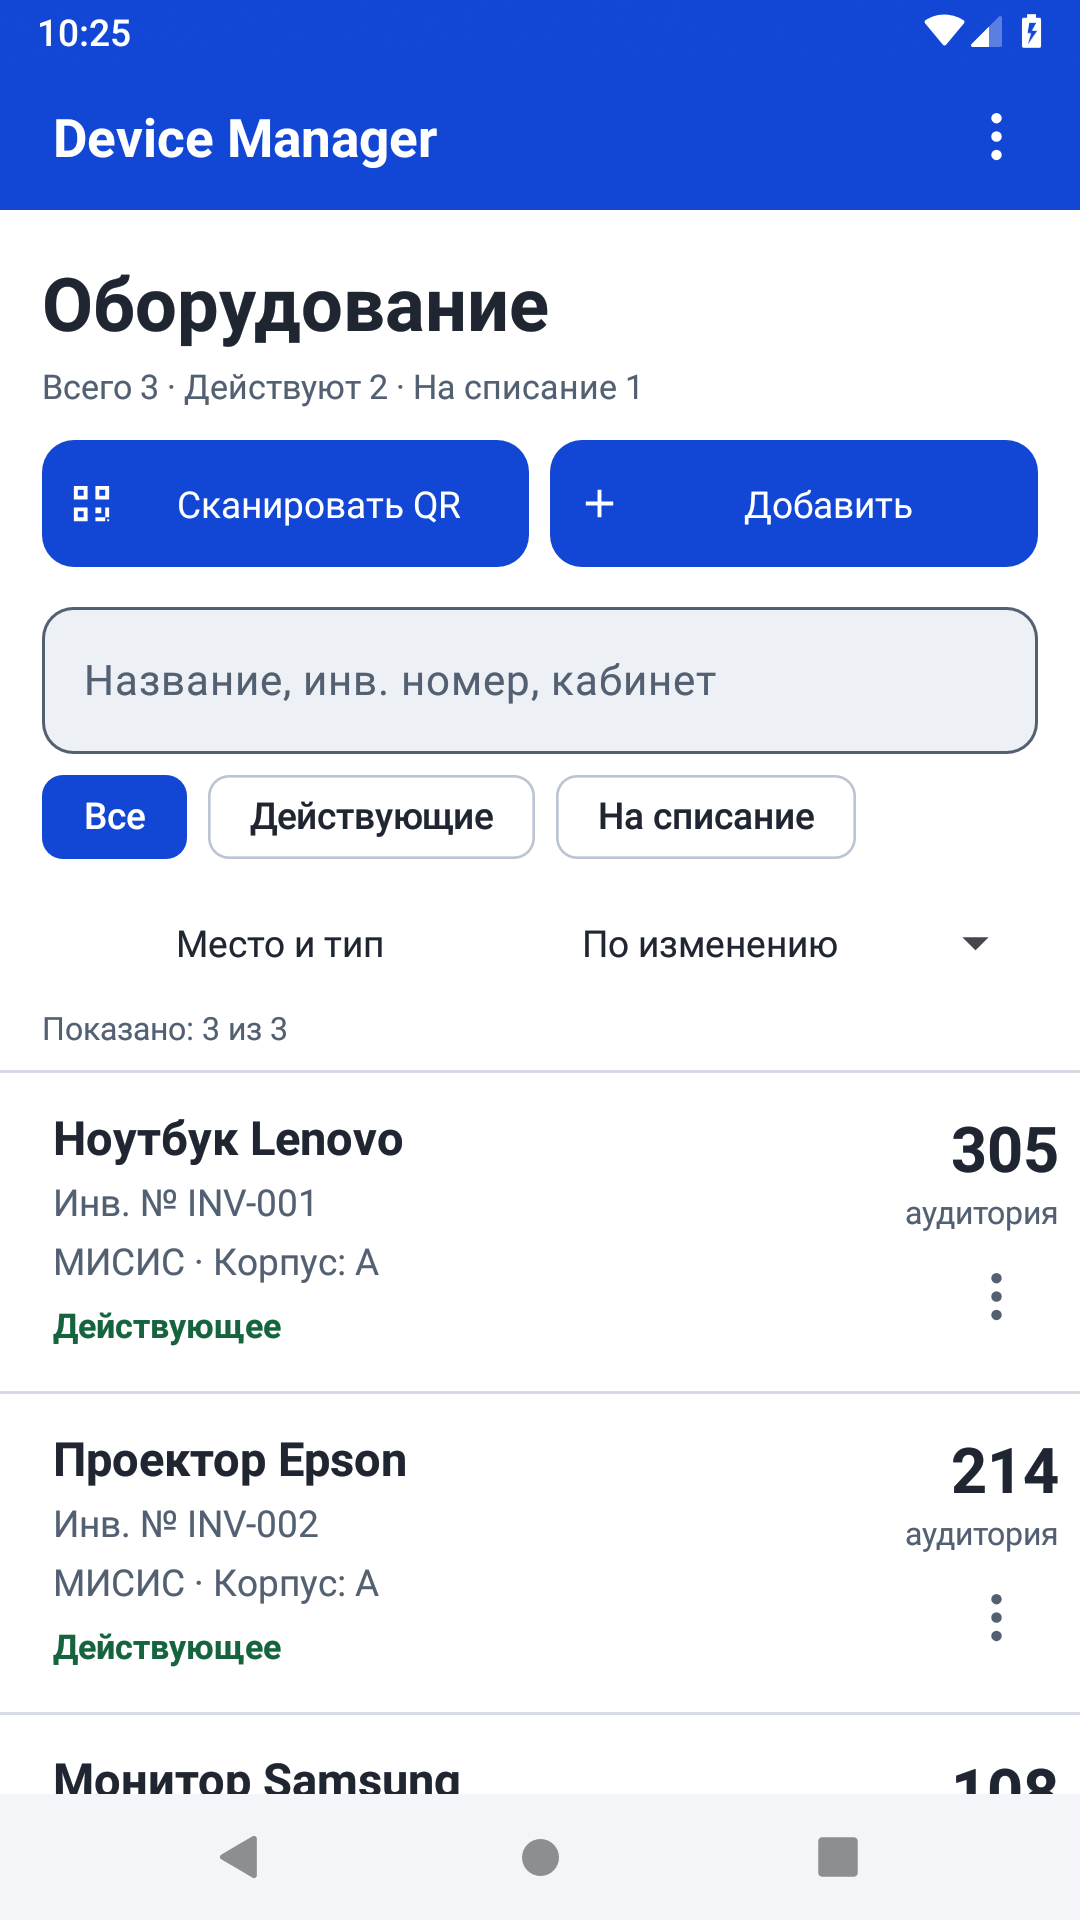 10:25
Device Manager
Оборудование
Всего 3 · Действуют 2 · На списание 1
Сканировать QR
Добавить
Название, инв. номер, кабинет
Все
Действующие
На списание
Место и тип
По изменению
Показано: 3 из 3
Ноутбук Lenovo
305
Инв. № INV-001
аудитория
МИСИС · Корпус: А
Действующее
Проектор Epson
214
Инв. № INV-002
аудитория
МИСИС · Корпус: А
Действующее
Монитор Samsung
108